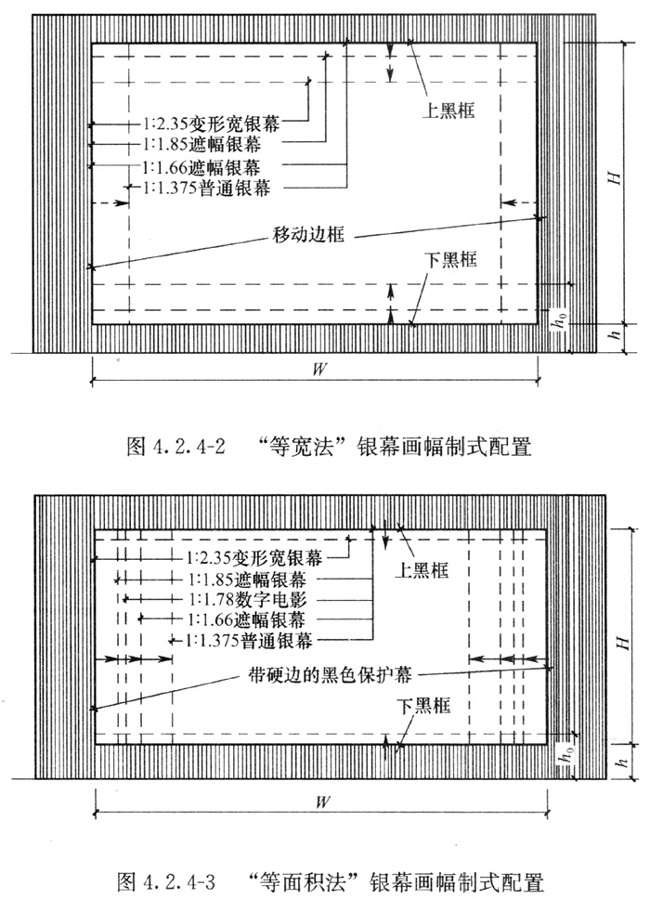 上黑框
1:2.35变形宽银幕
1:1.85遮幅银幕
1:1.66遮幅银幕
1:1.375普通银幕
H
移动边框
下黑框
h₀
h
W
图 4.2.4-2 “等宽法”银幕画幅制式配置
1:2.35变形宽银幕
上黑框
1:1.85遮幅银幕
1:1.78数字电影
1:1.66遮幅银幕
1:1.375普通银幕
H
带硬边的黑色保护幕
下黑框
h₀
h
W
图 4.2.4-3 “等面积法”银幕画幅制式配置